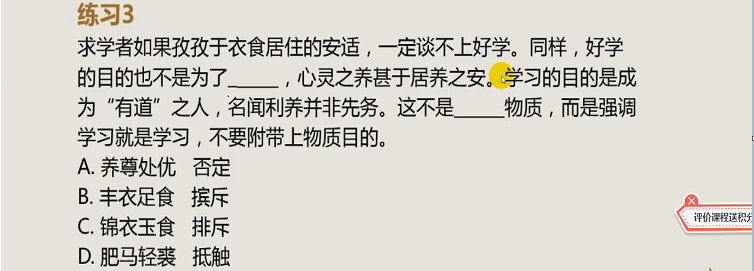 练习3
求学者如果孜孜于衣食居住的安适，一定谈不上好学。同样，好学
的目的也不是为了______，心灵之养甚于居养之安。学习的目的是成
为“有道”之人，名闻利养并非先务。这不是______物质，而是强调
学习就是学习，不要附带上物质目的。
A. 养尊处优 否定
B. 丰衣足食 摈斥
C. 锦衣玉食 排斥
D. 肥马轻裘 抵触
评价课程送积分